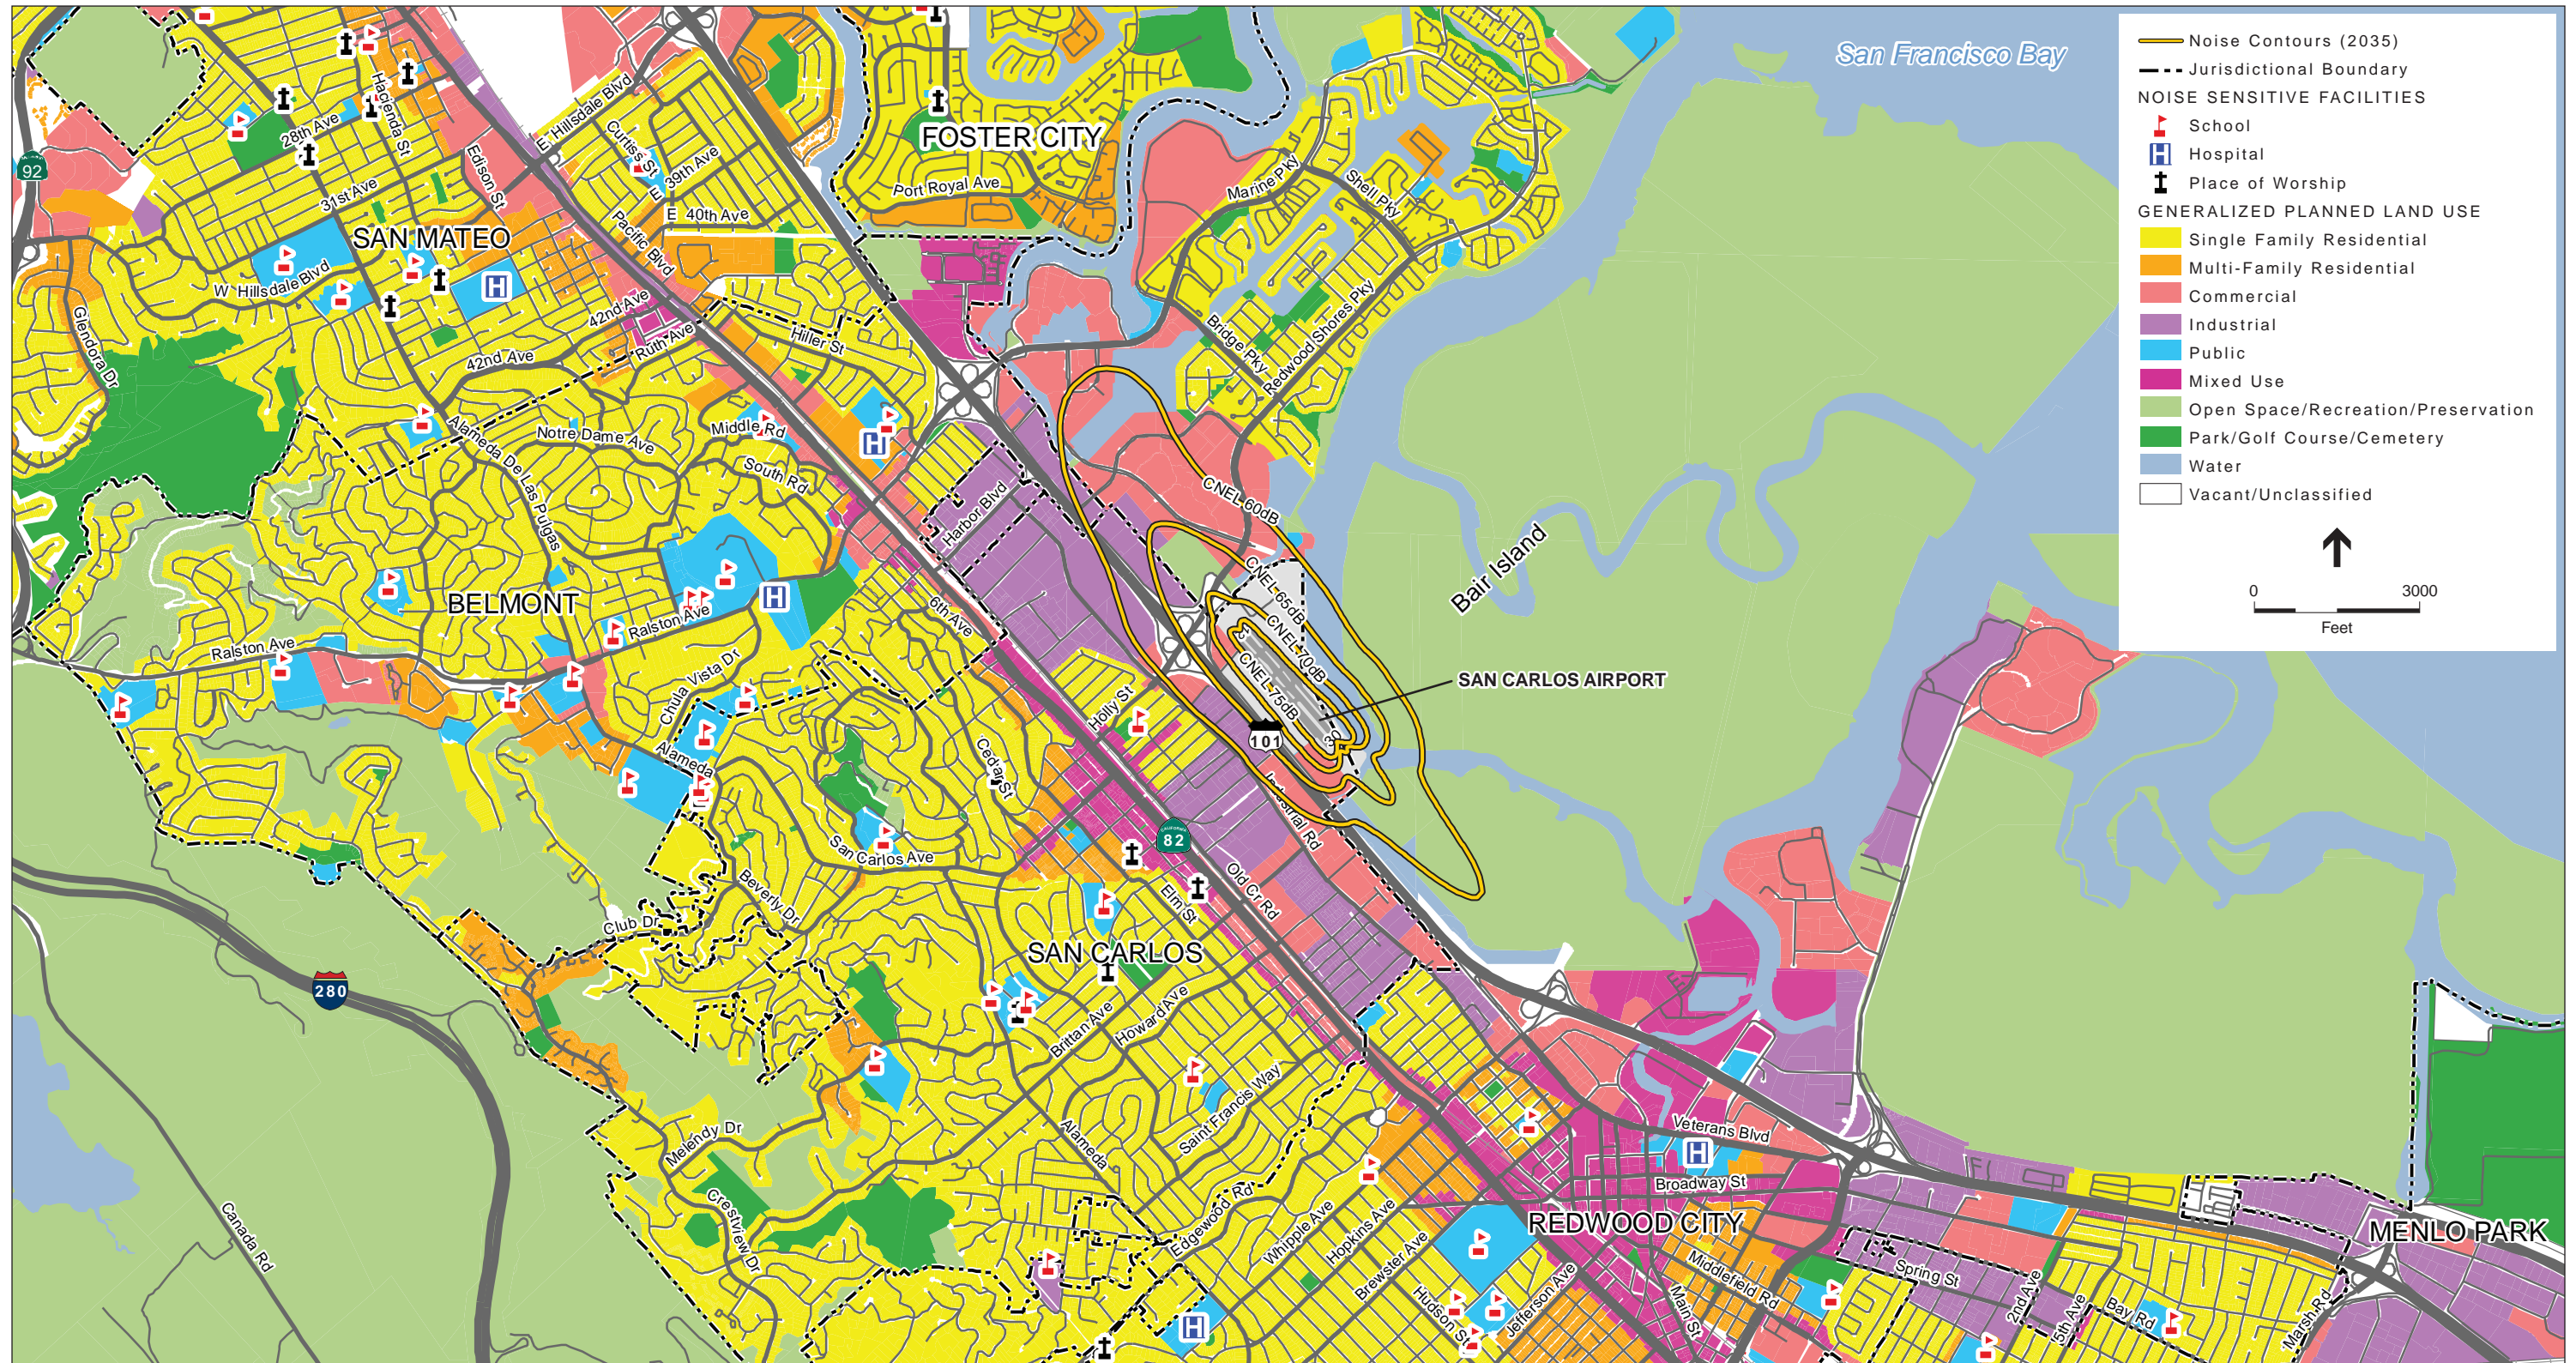 San Francisco Bay
Noise Contours (2035)
Jurisdictional Boundary
NOISE SENSITIVE FACILITIES
School
H Hospital
Place of Worship
GENERALIZED PLANNED LAND USE
Single Family Residential
Multi-Family Residential
Commercial
Industrial
Public
Mixed Use
Open Space/Recreation/Preservation
Park/Golf Course/Cemetery
Water
Vacant/Unclassified
0 3000
Feet
92
28th Ave
Hacienda St
31st Ave
Edison St
E Hillsdale Blvd
Curtiss St
E 39th Ave
E 40th Ave
Pacific Blvd
FOSTER CITY
Port Royal Ave
Marine Pky
Shell Pky
SAN MATEO
W Hillsdale Blvd
H
Glendora Dr
42nd Ave
42nd Ave
Ruth Ave
Hiller St
Bridge Pky
Redwood Shores Pky
Alameda De Las Pulgas
Notre Dame Ave
Middle Rd
South Rd
H
Harbor Blvd
CNEL 60dB
CNEL 65dB
CNEL 70dB
CNEL 75dB
30
Bair Island
BELMONT
H
Ralston Ave
Ralston Ave
6th Ave
Chula Vista Dr
Alameda
Holly St
Cedar St
SAN CARLOS AIRPORT
101
Industrial Rd
82
San Carlos Ave
Old Cr Rd
Elm St
Beverly Dr
Club Dr
SAN CARLOS
280
Brittan Ave
Howard Ave
Saint Francis Way
Alameda
Melendy Dr
Crestview Dr
Canada Rd
Edgewood Rd
Whipple Ave
Hopkins Ave
Brewster Ave
Hudson St
Jefferson Ave
H
Veterans Blvd
H
Broadway St
REDWOOD CITY
Middlefield Rd
Main St
Spring St
2nd Ave
5th Ave
Bay Rd
Marsh Rd
MENLO PARK